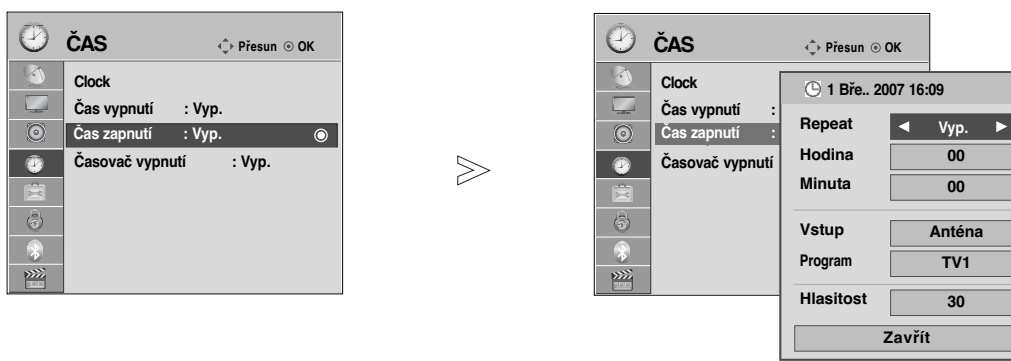 ČAS
Přesun OK
Clock
Čas vypnutí : Vyp.
Čas zapnutí : Vyp.
Časovač vypnutí : Vyp.
ČAS
Přesun OK
Clock
Čas vypnutí :
Čas zapnutí :
Časovač vypnutí
1 Bře.. 2007 16:09
Repeat Vyp.
Hodina 00
Minuta 00
Vstup Anténa
Program TV1
Hlasitost 30
Zavřít